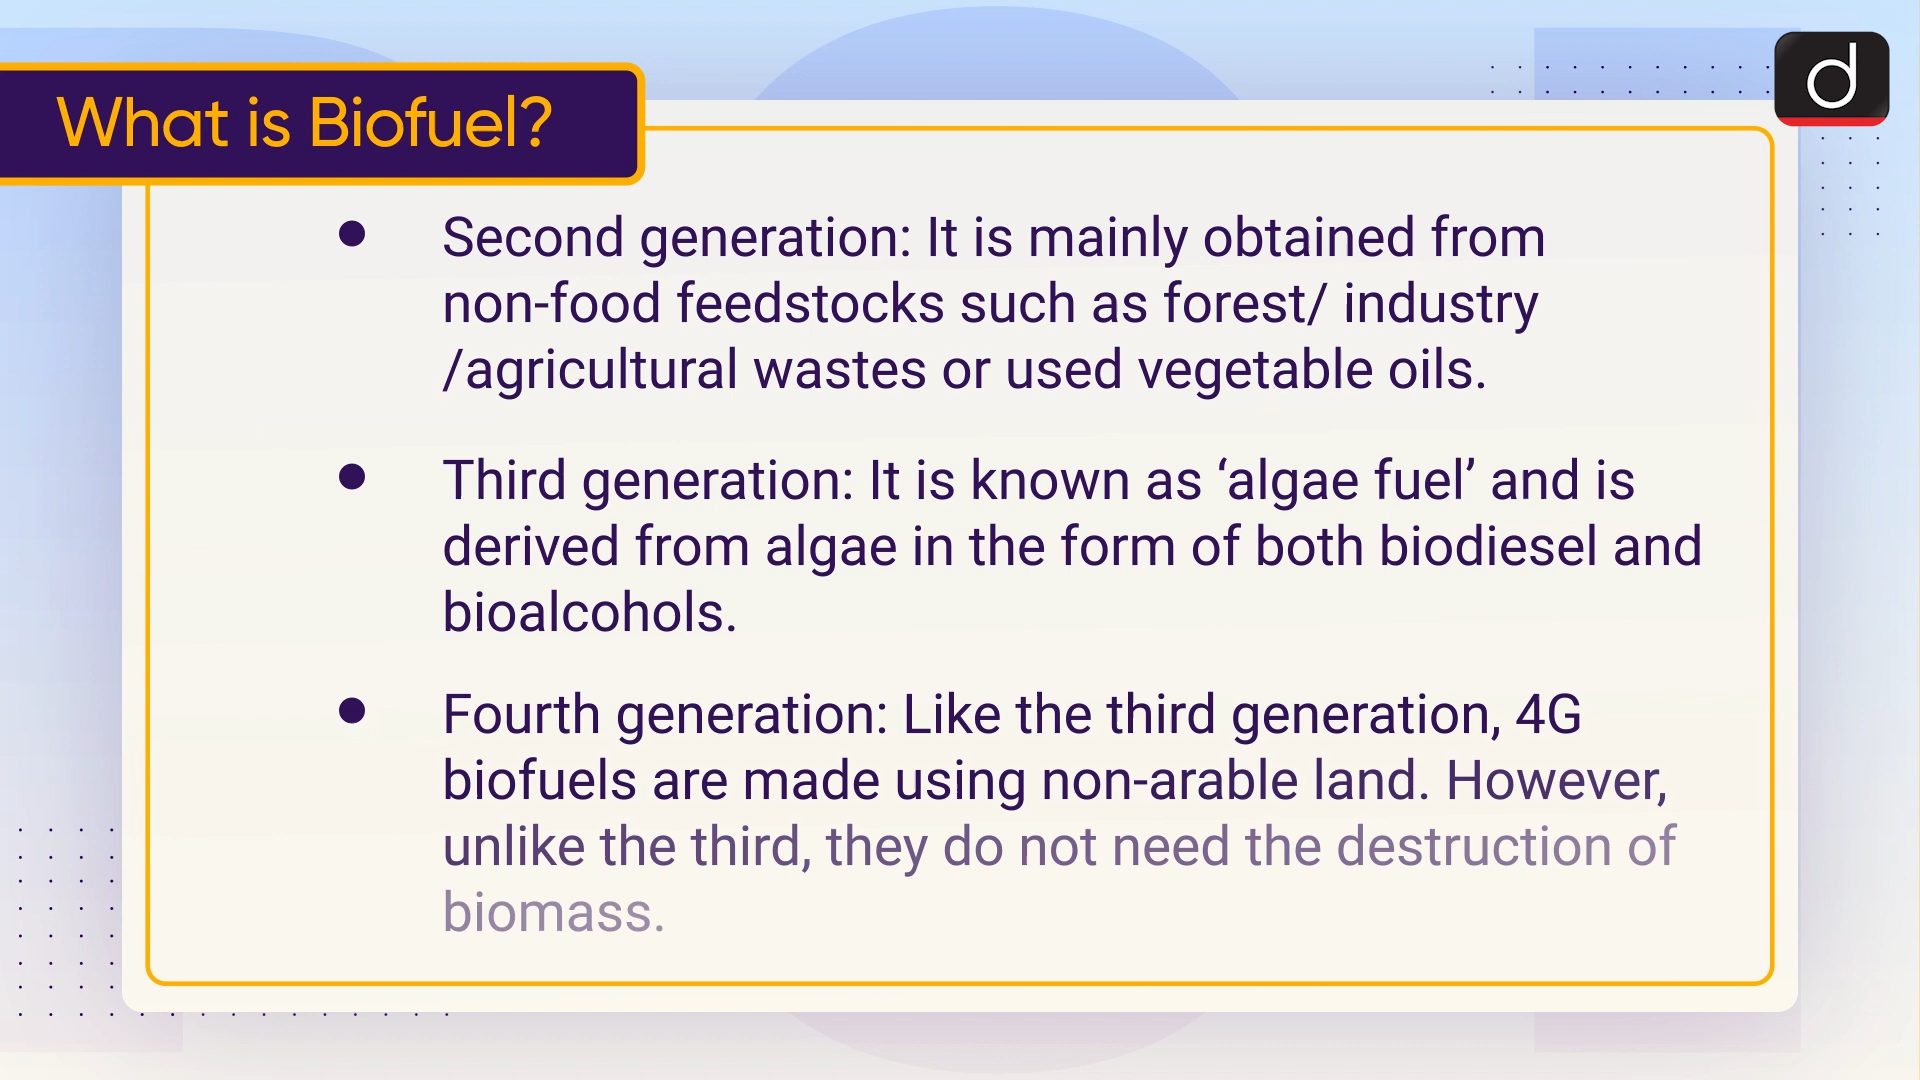 What is Biofuel?
d
● Second generation: It is mainly obtained from
non-food feedstocks such as forest/ industry
/agricultural wastes or used vegetable oils.
● Third generation: It is known as ‘algae fuel’ and is
derived from algae in the form of both biodiesel and
bioalcohols.
● Fourth generation: Like the third generation, 4G
biofuels are made using non-arable land. However,
unlike the third, they do not need the destruction of
biomass.